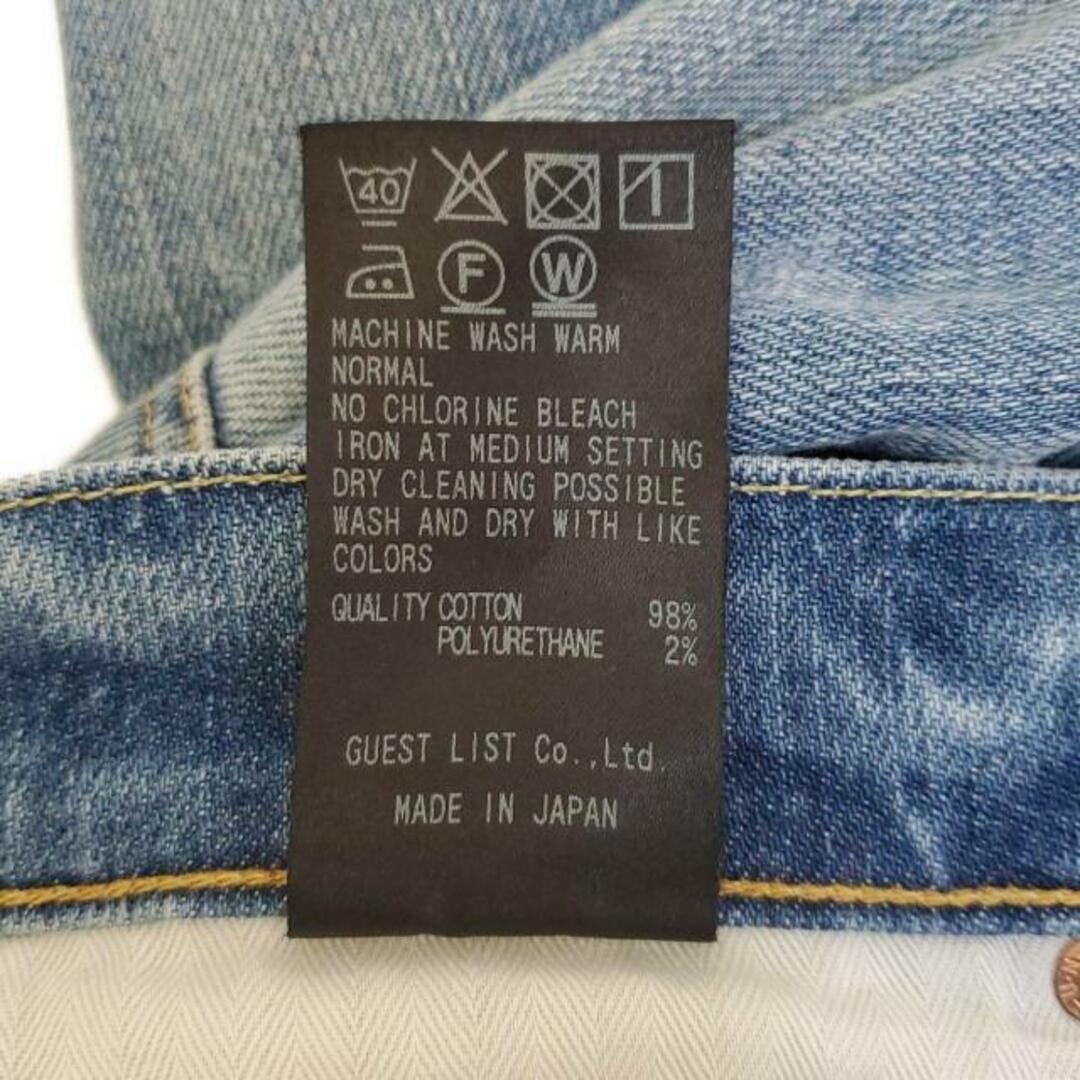 40
F W
MACHINE WASH WARM
NORMAL
NO CHLORINE BLEACH
IRON AT MEDIUM SETTING
DRY CLEANING POSSIBLE
WASH AND DRY WITH LIKE
COLORS
QUALITY COTTON 98%
POLYURETHANE 2%
GUEST LIST Co.,Ltd.
MADE IN JAPAN